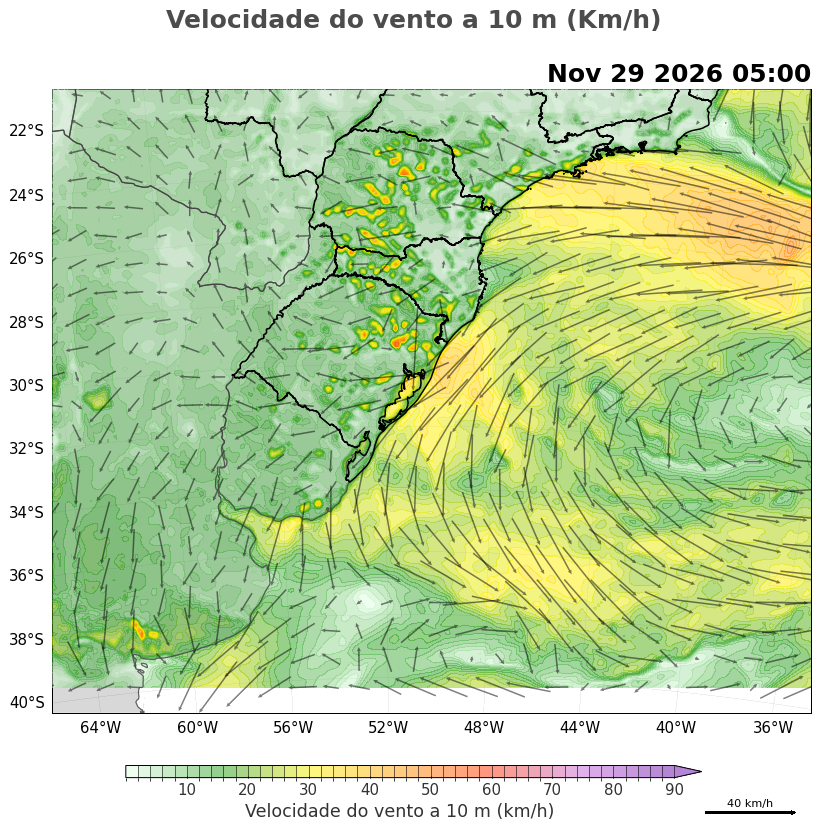 Velocidade do vento a 10 m (Km/h)
Nov 29 2026 05:00
22°S
24°S
26°S
28°S
30°S
32°S
34°S
36°S
38°S
40°S
64°W 60°W 56°W 52°W 48°W 44°W 40°W 36°W
10 20 30 40 50 60 70 80 90
Velocidade do vento a 10 m (km/h)
40 km/h